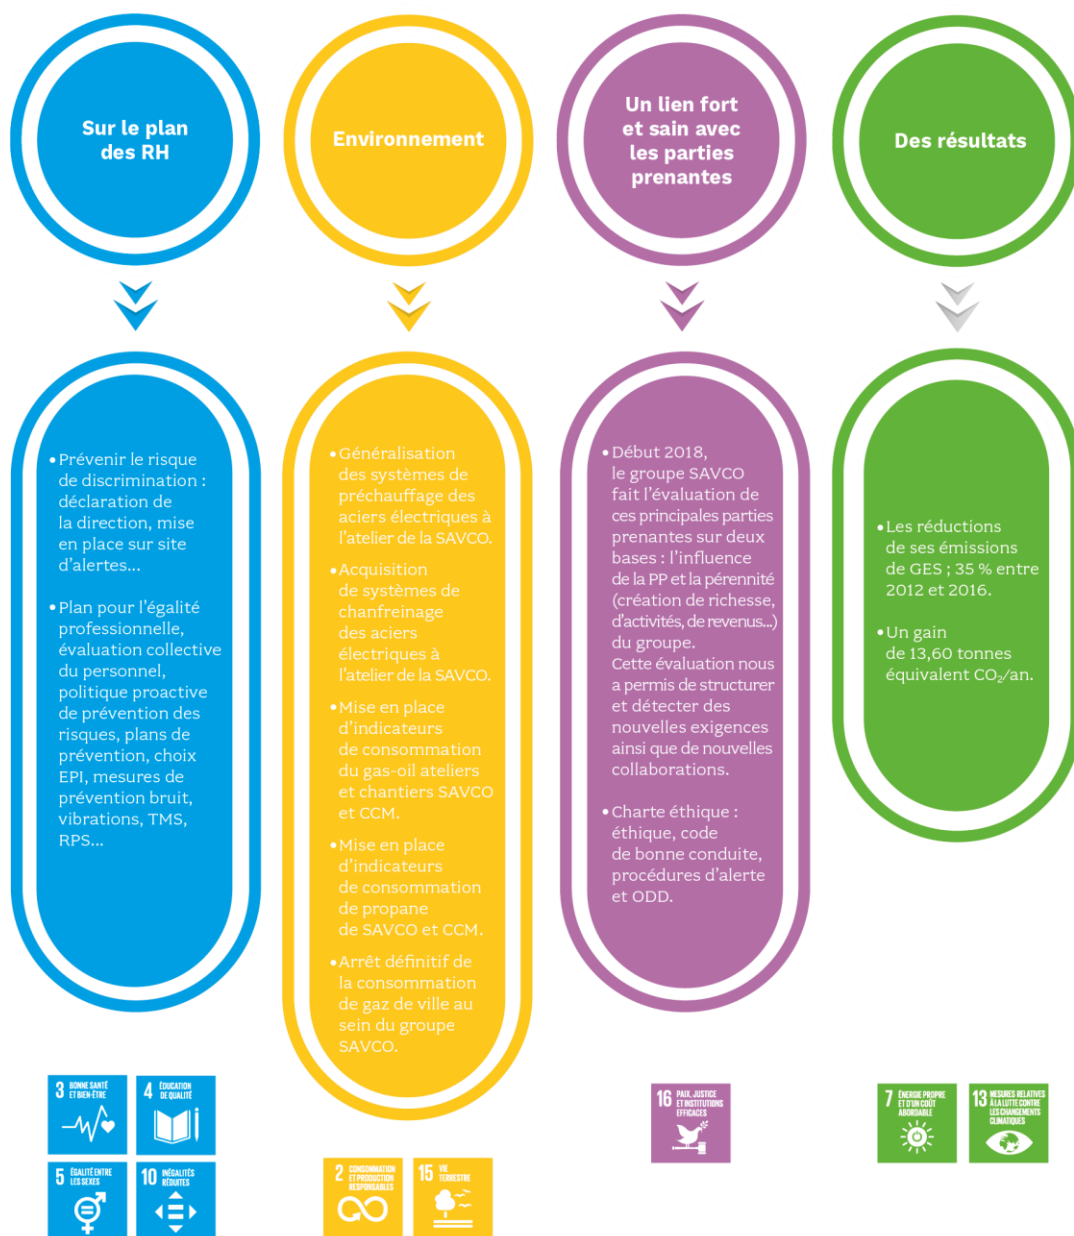 Sur le plan
des RH
Environnement
Un lien fort
et sain avec
les parties
prenantes
Des résultats
• Prévenir le risque
de discrimination :
déclaration de
la direction, mise
en place sur site
d'alertes...
• Plan pour l'égalité
professionnelle,
évaluation collective
du personnel,
politique proactive
de prévention des
risques, plans de
prévention, choix
EPI, mesures de
prévention bruit,
vibrations, TMS,
RPS...
• Généralisation
des systèmes de
préchauffage des
aciers électriques à
l'atelier de la SAVCO.
• Acquisition
de systèmes de
chanfreinage
des aciers
électriques à
l'atelier de la SAVCO.
• Mise en place
d'indicateurs
de consommation
du gas-oil ateliers
et chantiers SAVCO
et CCM.
• Mise en place
d'indicateurs
de consommation
de propane
de SAVCO et CCM.
• Arrêt définitif de
la consommation
de gaz de ville au
sein du groupe
SAVCO.
• Début 2018,
le groupe SAVCO
fait l'évaluation de
ces principales parties
prenantes sur deux
bases : l'influence
de la PP et la pérennité
(création de richesse,
d'activités, de revenus...)
du groupe.
Cette évaluation nous
a permis de structurer
et détecter des
nouvelles exigences
ainsi que de nouvelles
collaborations.
• Charte éthique :
éthique, code
de bonne conduite,
procédures d'alerte
et ODD.
• Les réductions
de ses émissions
de GES ; 35 % entre
2012 et 2016.
• Un gain
de 13,60 tonnes
équivalent CO₂/an.
3 BONNE SANTÉ
ET BIEN-ÊTRE
4 ÉDUCATION
DE QUALITÉ
5 ÉGALITÉ ENTRE
LES SEXES
10 INÉGALITÉS
RÉDUITES
2 CONSOMMATION
ET PRODUCTION
RESPONSABLES
15 VIE
TERRESTRE
16 PAIX, JUSTICE
ET INSTITUTIONS
EFFICACES
7 ÉNERGIE PROPRE
ET D'UN COÛT
ABORDABLE
13 MESURES RELATIVES
À LA LUTTE CONTRE
LES CHANGEMENTS
CLIMATIQUES